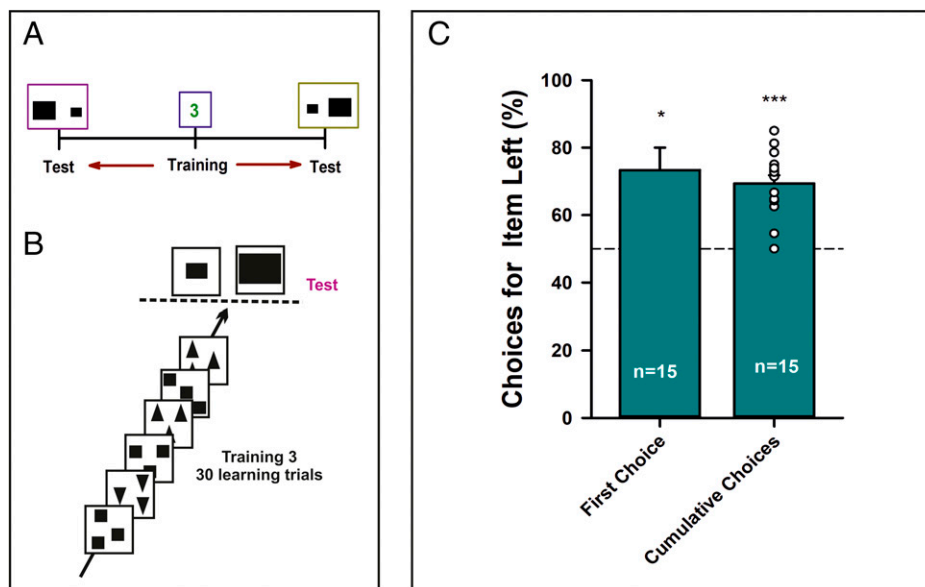 A
3
Test
Training
Test
B
Test
Training 3
30 learning trials
C
Choices for Item Left (%)
100
80
60
40
20
0
*
***
n=15
n=15
First Choice
Cumulative Choices